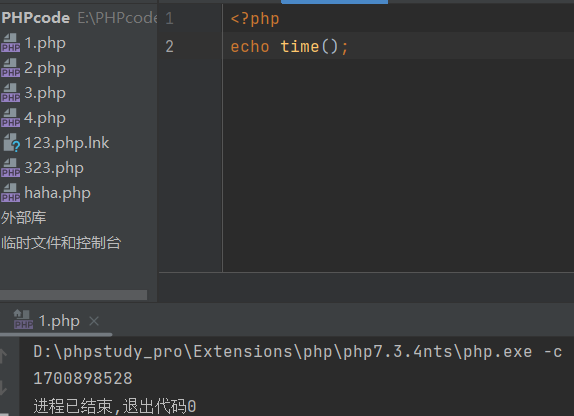 PHPcode E:\PHPcode
1.php
2.php
3.php
4.php
123.php.lnk
323.php
haha.php
外部库
临时文件和控制台
1 <?php
2 echo time();
1.php
D:\phpstudy_pro\Extensions\php\php7.3.4nts\php.exe -c
1700898528
进程已结束,退出代码0